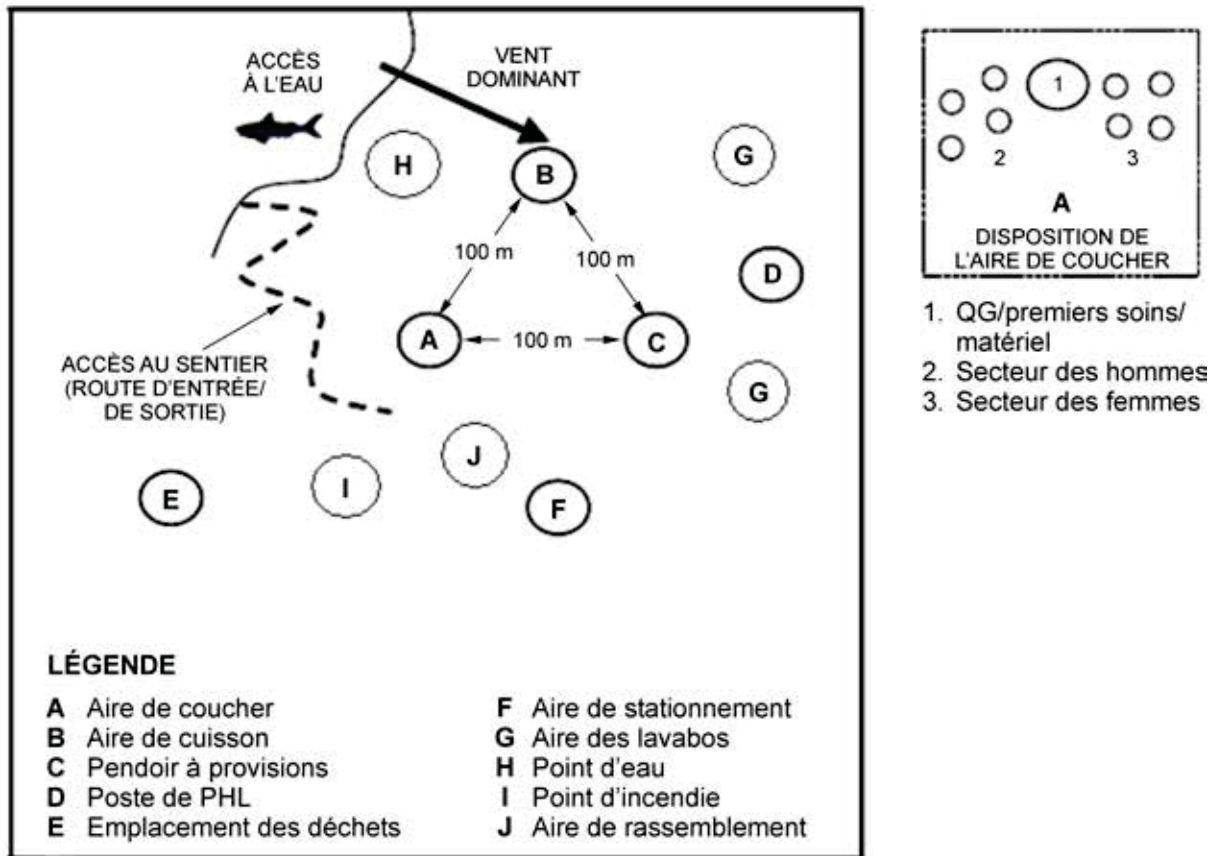 ACCÈS
À L'EAU
VENT
DOMINANT
H
B
G
100 m
100 m
D
A
100 m
C
ACCÈS AU SENTIER
(ROUTE D'ENTRÉE/
DE SORTIE)
G
J
E
I
F
LÉGENDE
A Aire de coucher
B Aire de cuisson
C Pendoir à provisions
D Poste de PHL
E Emplacement des déchets
F Aire de stationnement
G Aire des lavabos
H Point d'eau
I Point d'incendie
J Aire de rassemblement
1
2
3
A
DISPOSITION DE
L'AIRE DE COUCHER
1. QG/premiers soins/
matériel
2. Secteur des hommes
3. Secteur des femmes